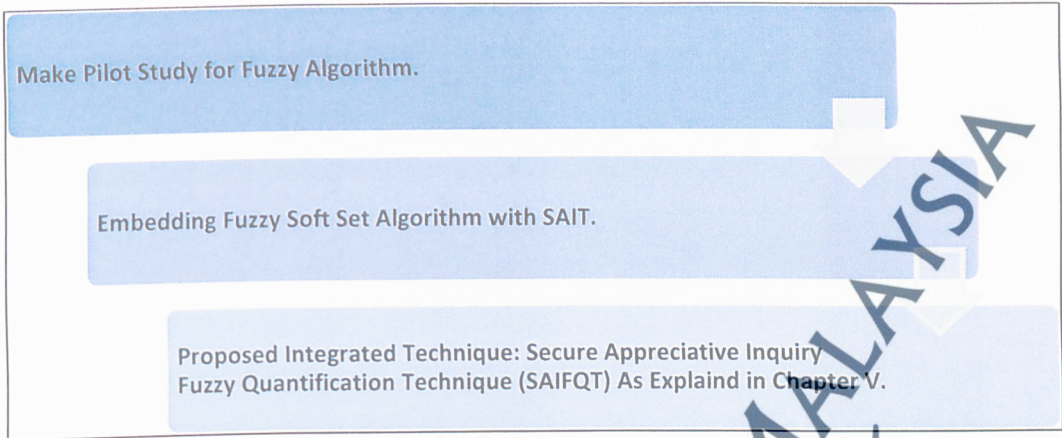 Make Pilot Study for Fuzzy Algorithm.
Embedding Fuzzy Soft Set Algorithm with SAIT.
Proposed Integrated Technique: Secure Appreciative Inquiry
Fuzzy Quantification Technique (SAIFQT) As Explaind in Chapter V.
MALAYSIA